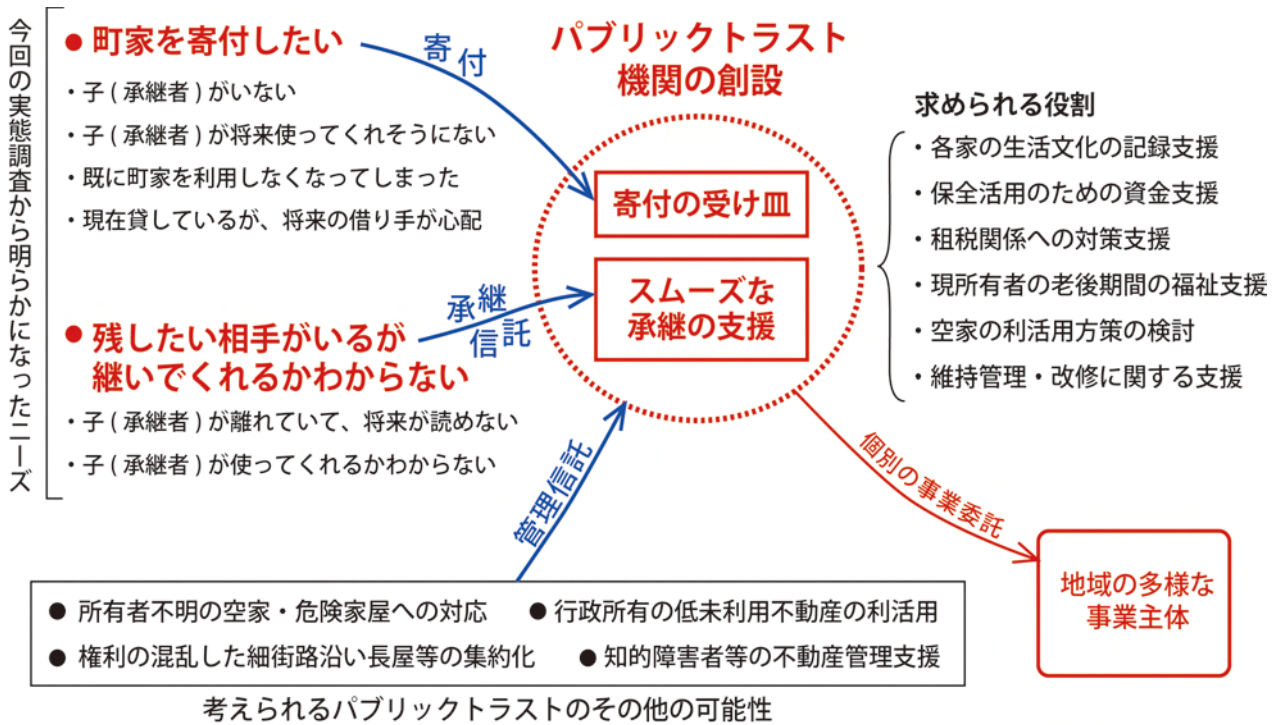 今回の実態調査から明らかになったニーズ
● 町家を寄付したい
・子 ( 承継者 ) がいない
・子 ( 承継者 ) が将来使ってくれそうにない
・既に町家を利用しなくなってしまった
・現在貸しているが、将来の借り手が心配
● 残したい相手がいるが
継いでくれるかわからない
・子 ( 承継者 ) が離れていて、将来が読めない
・子 ( 承継者 ) が使ってくれるかわからない
寄付
承継
信託
管理信託
パブリックトラスト
機関の創設
寄付の受け皿
スムーズな
承継の支援
求められる役割
・各家の生活文化の記録支援
・保全活用のための資金支援
・租税関係への対策支援
・現所有者の老後期間の福祉支援
・空家の利活用方策の検討
・維持管理・改修に関する支援
個別の事業委託
地域の多様な
事業主体
● 所有者不明の空家・危険家屋への対応
● 行政所有の低未利用不動産の利活用
● 権利の混乱した細街路沿い長屋等の集約化
● 知的障害者等の不動産管理支援
考えられるパブリックトラストのその他の可能性